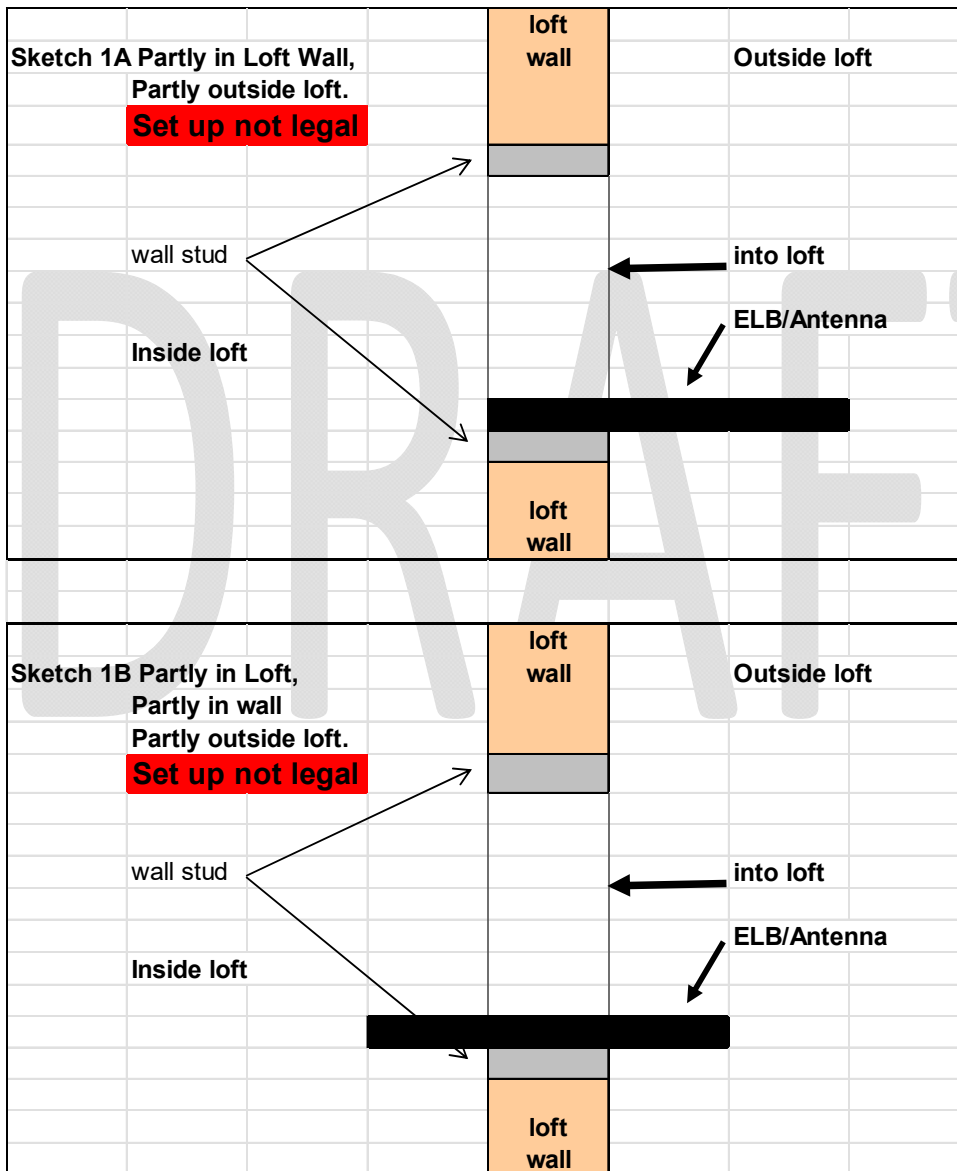 loft
wall
Sketch 1A Partly in Loft Wall,
Partly outside loft.
Set up not legal
Outside loft
wall stud
into loft
ELB/Antenna
Inside loft
loft
wall
DRAFT
loft
wall
Sketch 1B Partly in Loft,
Partly in wall
Partly outside loft.
Set up not legal
Outside loft
wall stud
into loft
ELB/Antenna
Inside loft
loft
wall